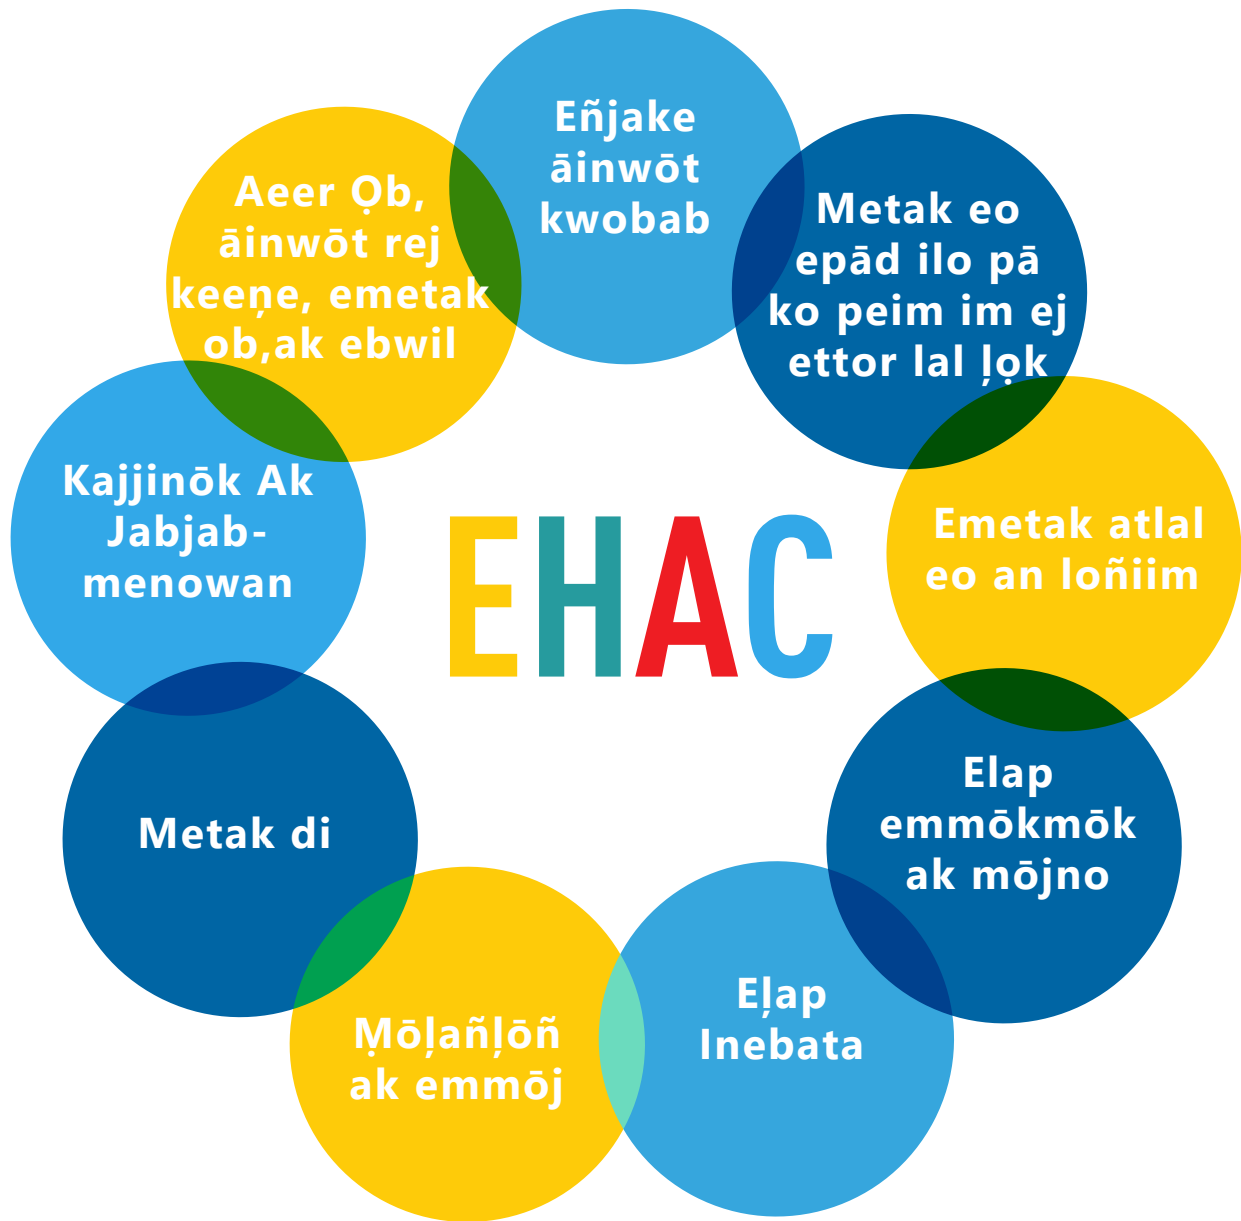 Eñjake
āinwōt
kwobab
Metak eo
epād ilo pā
ko peim im ej
ettor lal ļọk
Emetak atlal
eo an loñiim
Elap
emmōkmōk
ak mōjno
Eļap
Inebata
Ṃōļañļōñ
ak emmōj
Metak di
Kajjinōk Ak
Jabjab-
menowan
Aeer Ọb,
āinwōt rej
keeņe, emetak
ob,ak ebwil
EHAC